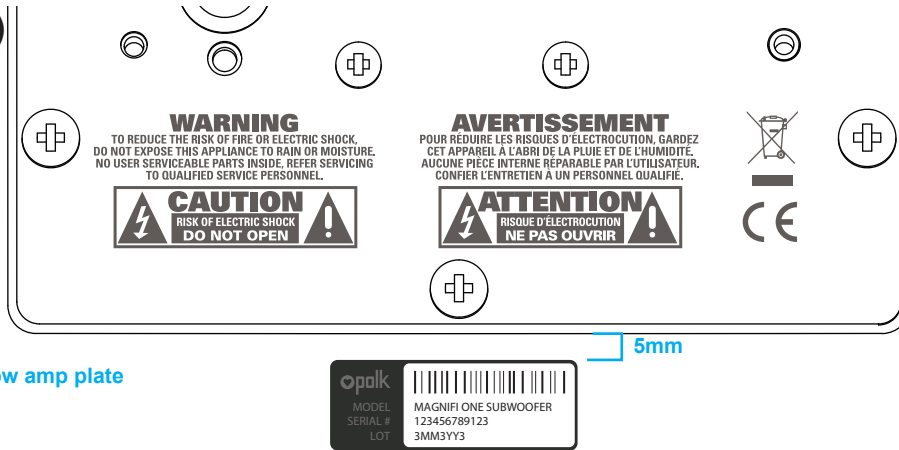 WARNING
TO REDUCE THE RISK OF FIRE OR ELECTRIC SHOCK,
DO NOT EXPOSE THIS APPLIANCE TO RAIN OR MOISTURE.
NO USER SERVICEABLE PARTS INSIDE, REFER SERVICING
TO QUALIFIED SERVICE PERSONNEL.
CAUTION
RISK OF ELECTRIC SHOCK
DO NOT OPEN
AVERTISSEMENT
POUR RÉDUIRE LES RISQUES D'ÉLECTROCUTION, GARDEZ
CET APPAREIL À L'ABRI DE LA PLUIE ET DE L'HUMIDITÉ.
AUCUNE PIÈCE INTERNE RÉPARABLE PAR L'UTILISATEUR.
CONFIER L'ENTRETIEN À UN PERSONNEL QUALIFIÉ.
ATTENTION
RISQUE D'ÉLECTROCUTION
NE PAS OUVRIR
CE
5mm
amp plate
polk
MODEL MAGNIFI ONE SUBWOOFER
SERIAL # 123456789123
LOT 3MM3YY3